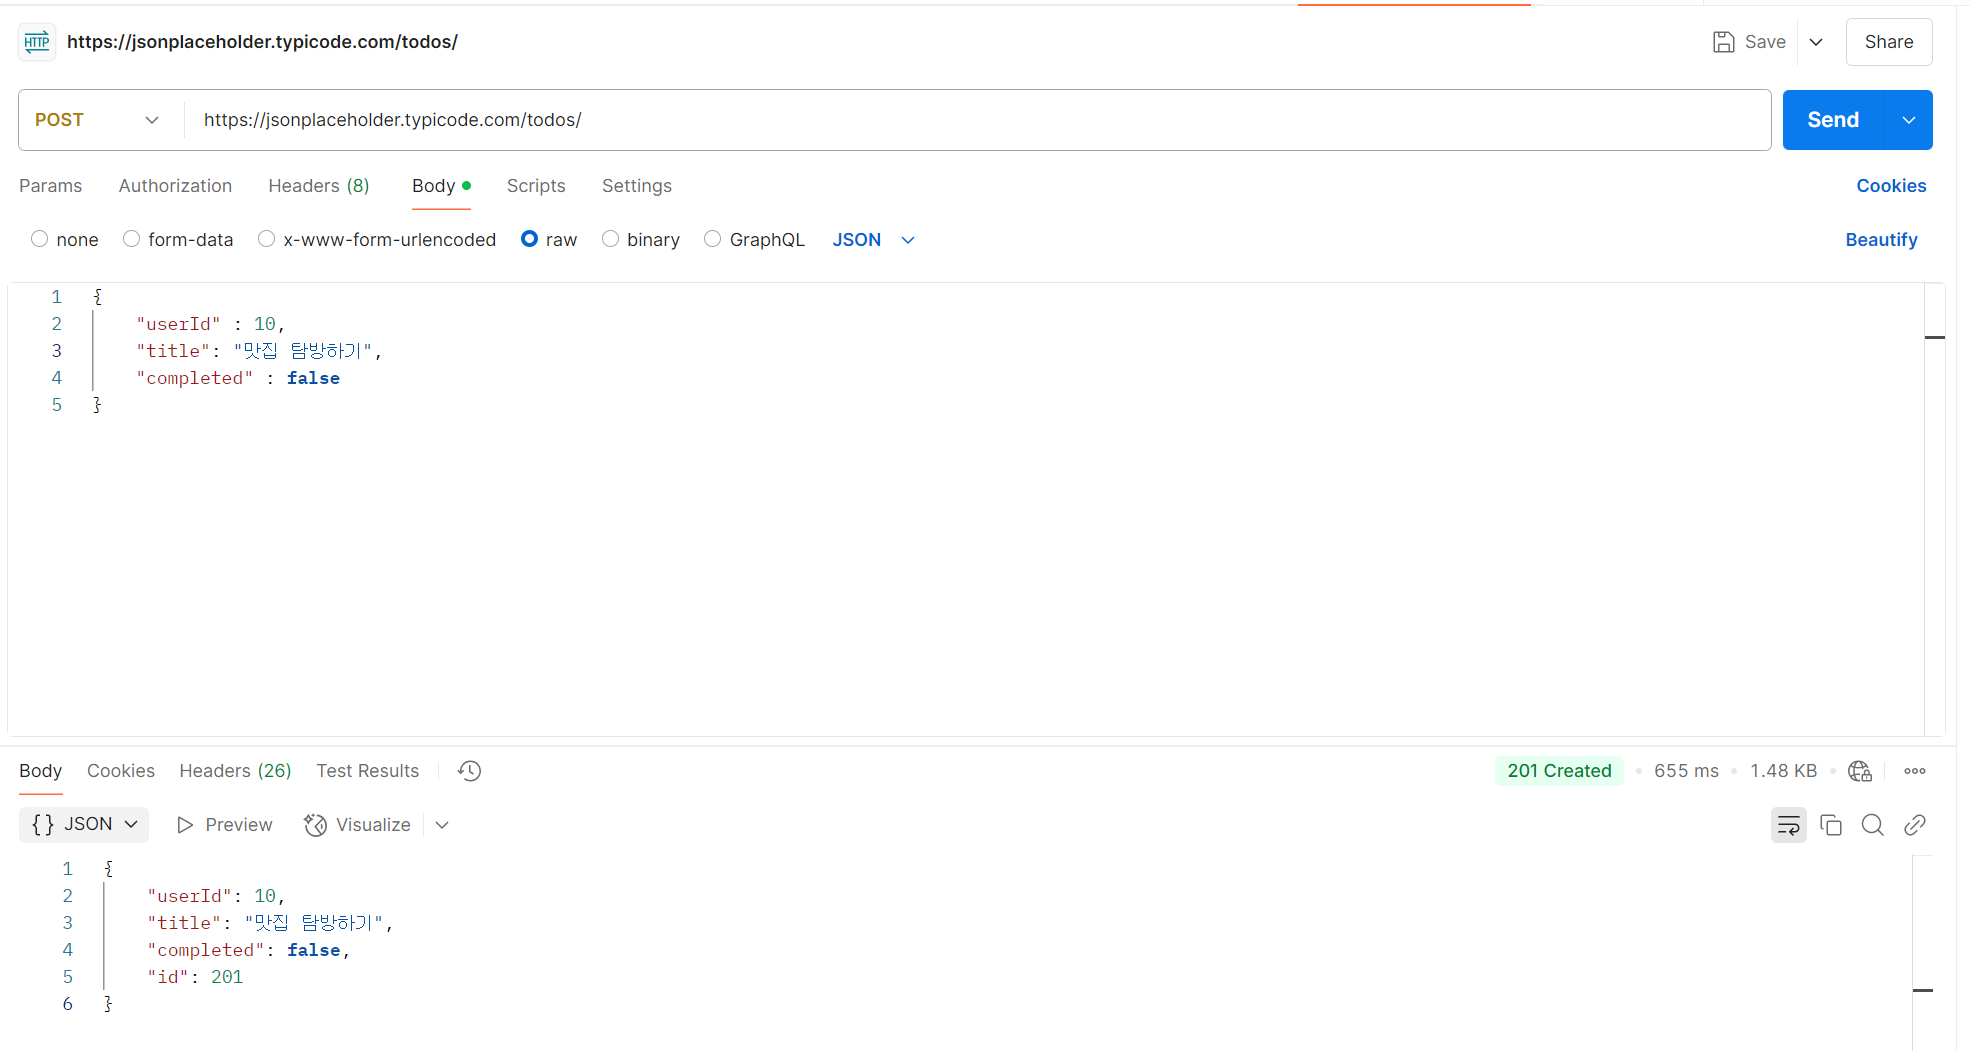 HTTP https://jsonplaceholder.typicode.com/todos/ Save Share
POST https://jsonplaceholder.typicode.com/todos/ Send
Params Authorization Headers (8) Body Scripts Settings Cookies
none form-data x-www-form-urlencoded raw binary GraphQL JSON Beautify
1 {
2 "userId" : 10,
3 "title": "맛집 탐방하기",
4 "completed" : false
5 }
Body Cookies Headers (26) Test Results 201 Created 655 ms 1.48 KB
{} JSON Preview Visualize
1 {
2 "userId": 10,
3 "title": "맛집 탐방하기",
4 "completed": false,
5 "id": 201
6 }